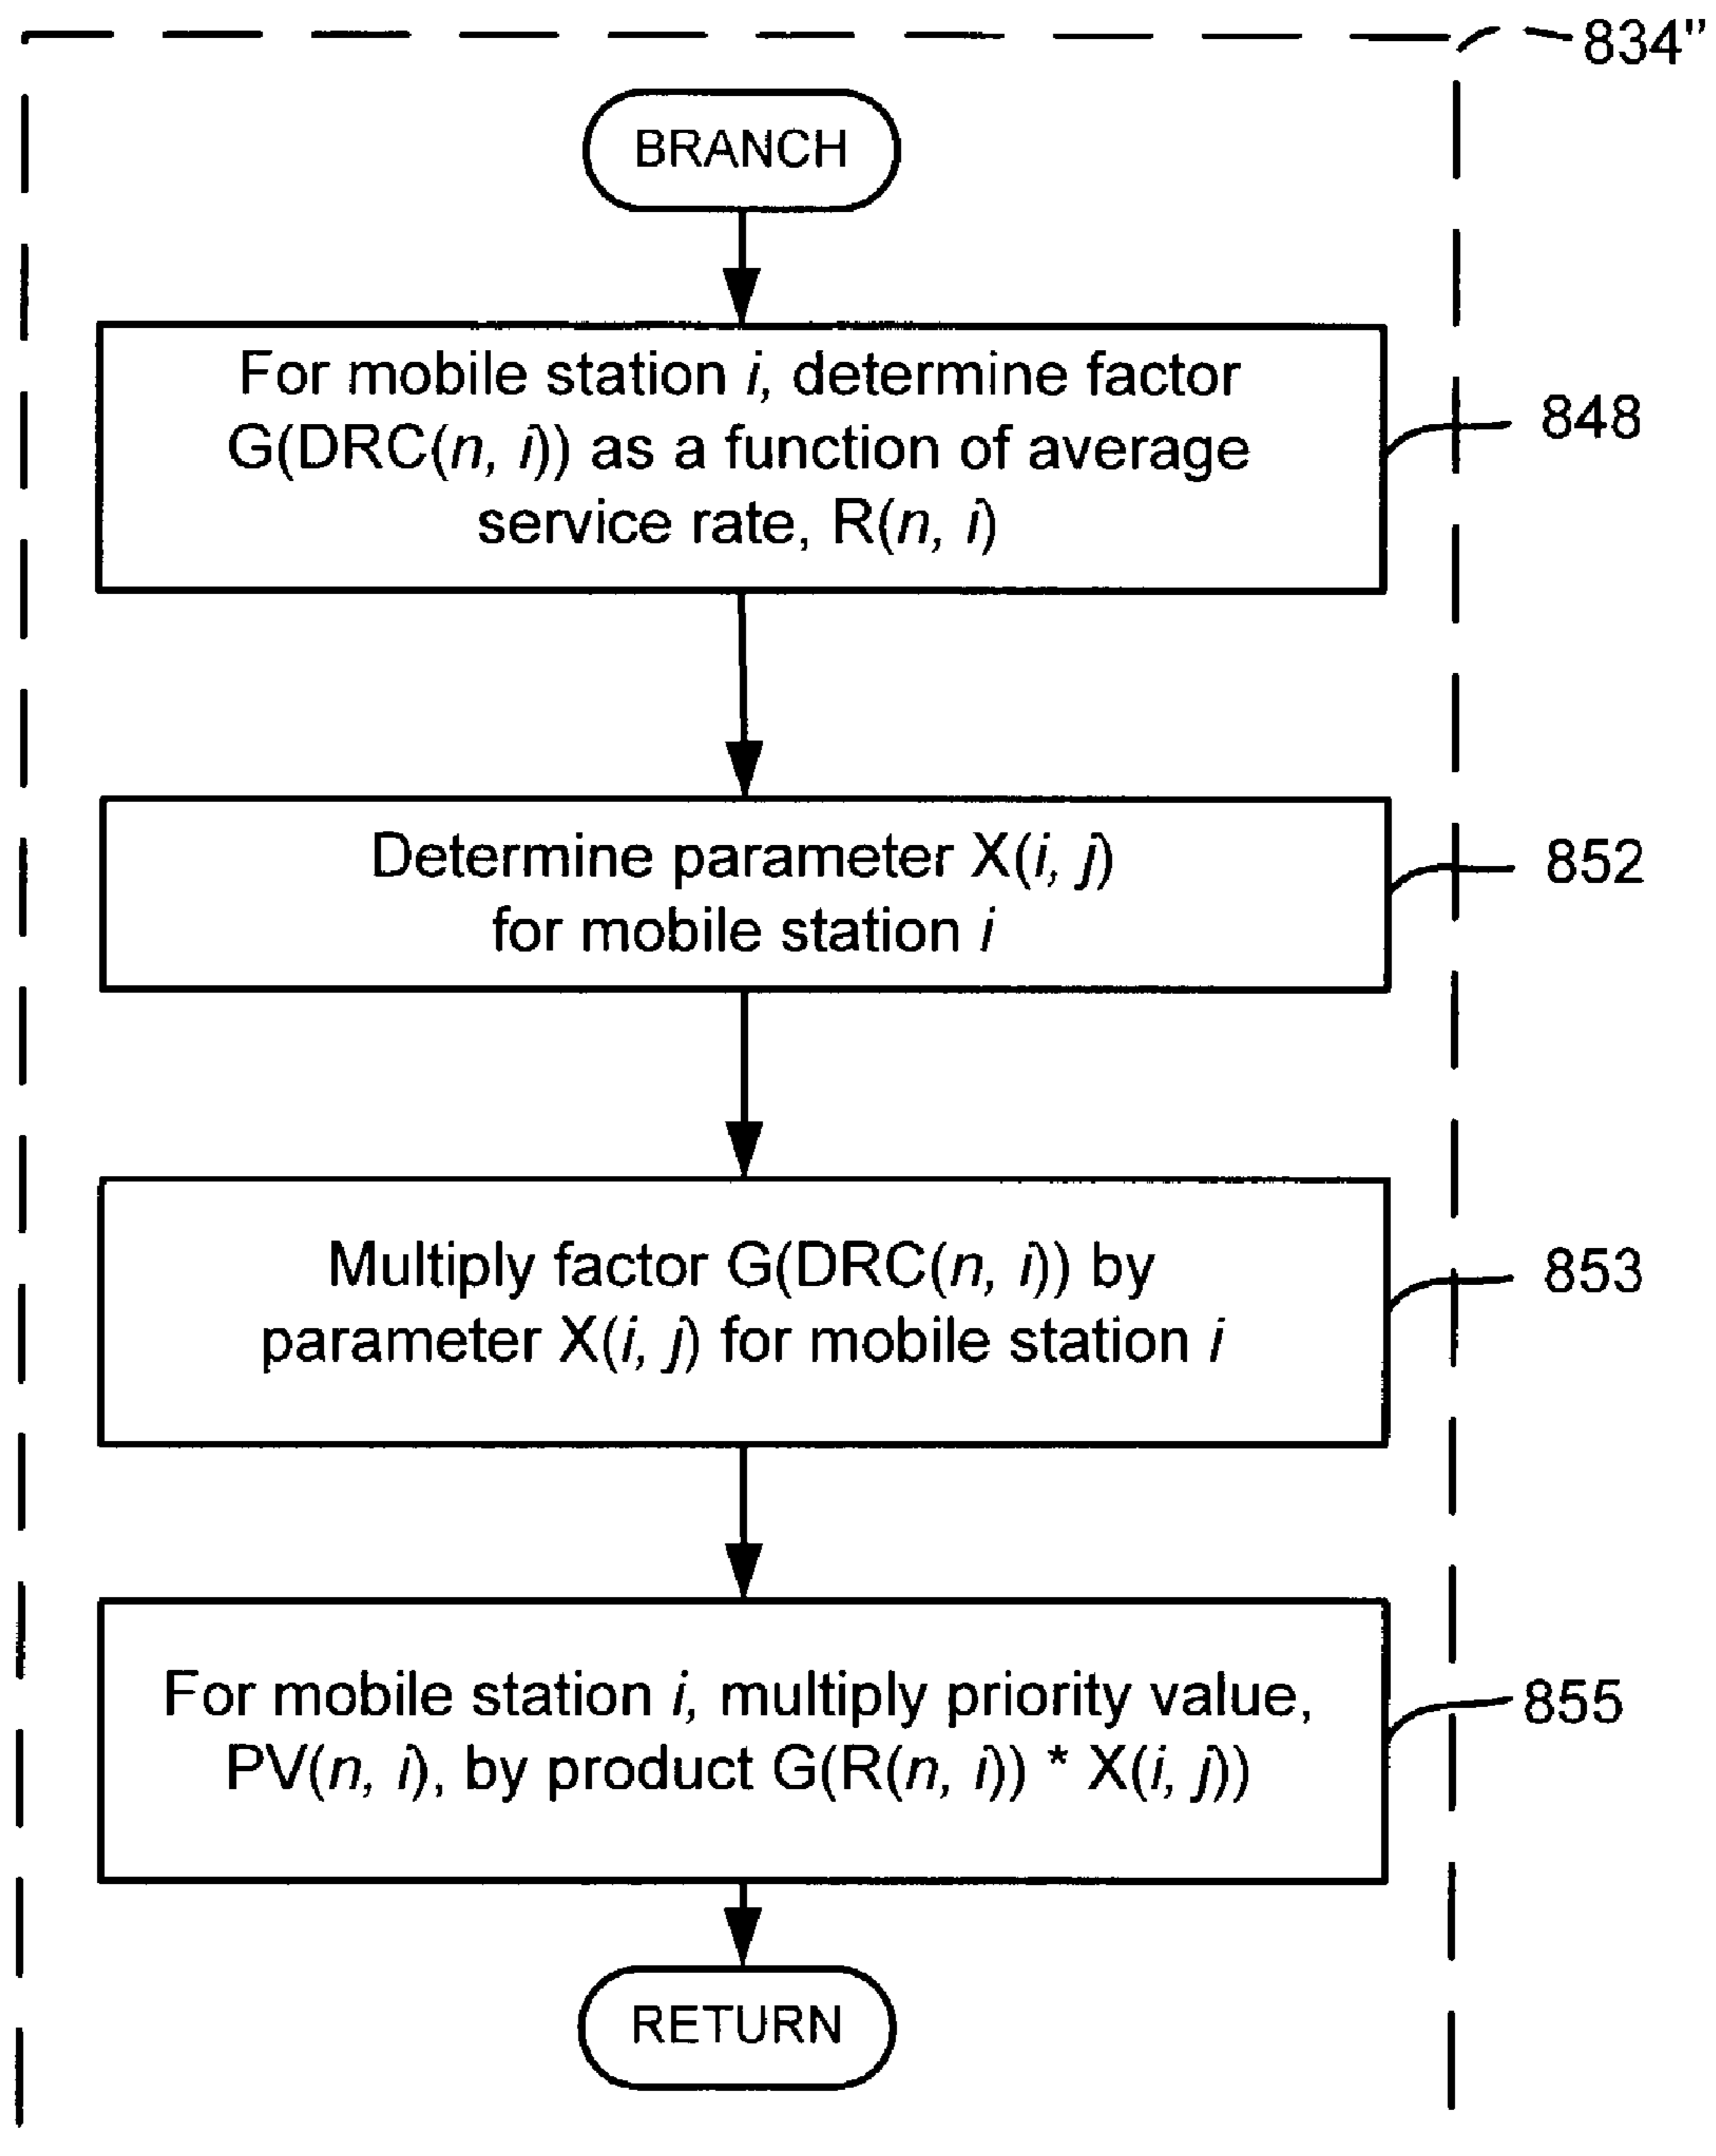 834"
BRANCH
For mobile station i, determine factor
G(DRC(n, i)) as a function of average
service rate, R(n, i)
848
Determine parameter X(i, j)
for mobile station i
852
Multiply factor G(DRC(n, i)) by
parameter X(i, j) for mobile station i
853
For mobile station i, multiply priority value,
PV(n, i), by product G(R(n, i)) * X(i, j))
855
RETURN